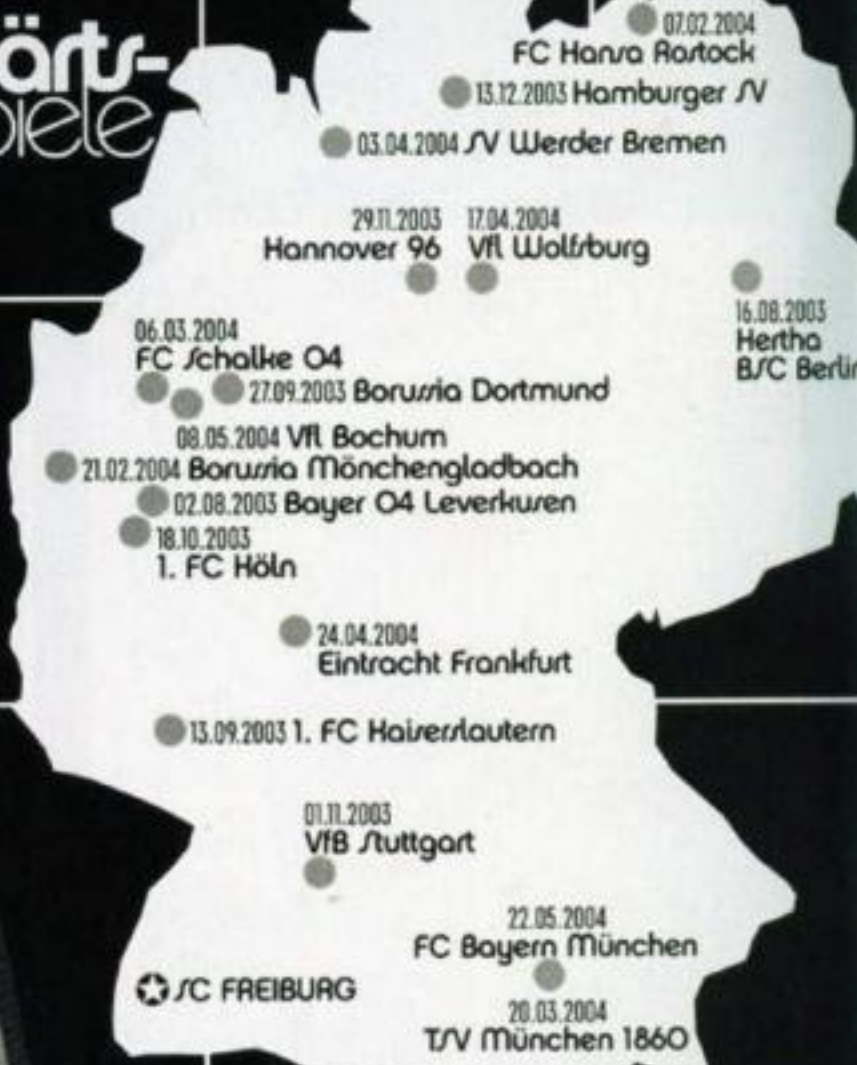 ärts-
piele
07.02.2004
FC Hansa Rostock
13.12.2003 Hamburger SV
03.04.2004 SV Werder Bremen
29.11.2003
Hannover 96
17.04.2004
Vfl Wolfsburg
16.08.2003
Hertha
BSC Berlin
06.03.2004
FC Schalke 04
27.09.2003 Borussia Dortmund
08.05.2004 Vfl Bochum
21.02.2004 Borussia Mönchengladbach
02.08.2003 Bayer 04 Leverkusen
18.10.2003
1. FC Köln
24.04.2004
Eintracht Frankfurt
13.09.2003 1. FC Kaiserslautern
01.11.2003
VfB Stuttgart
22.05.2004
FC Bayern München
SC FREIBURG
20.03.2004
TSV München 1860